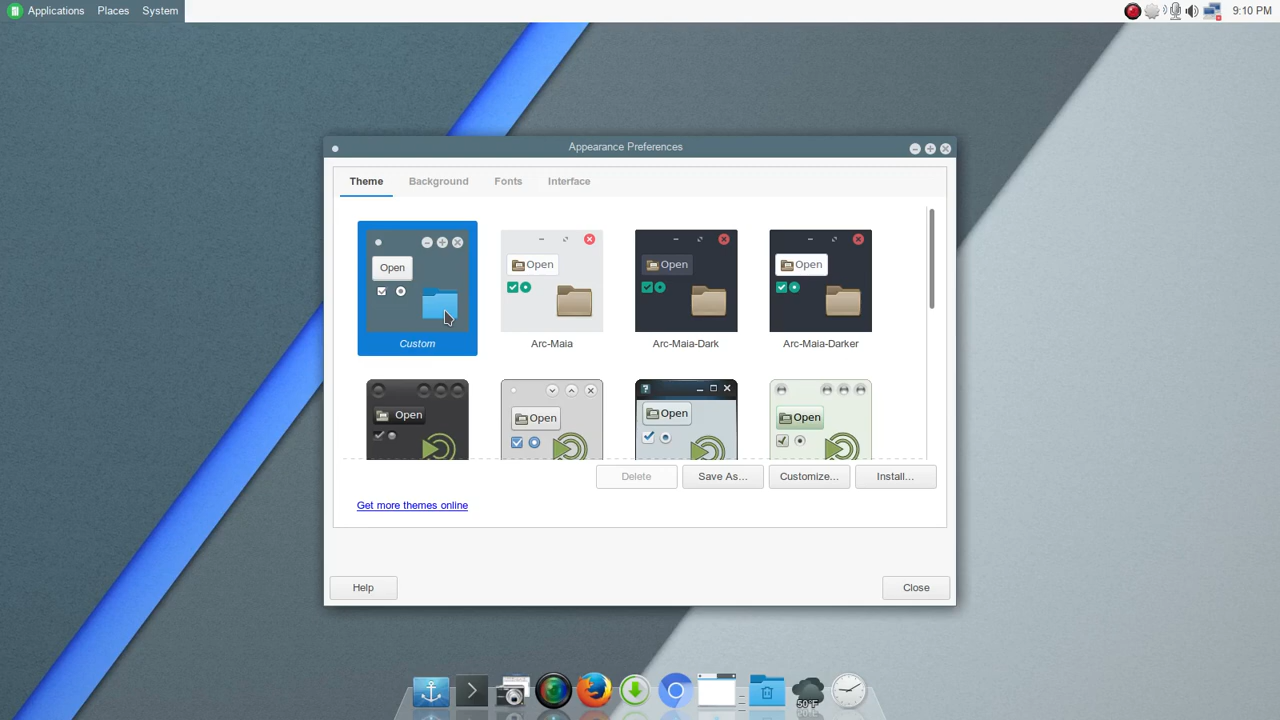 Applications Places System 9:10 PM
Appearance Preferences
Theme Background Fonts Interface
Open Open Open Open
Custom Arc-Maia Arc-Maia-Dark Arc-Maia-Darker
Open Open Open Open
Delete Save As... Customize... Install...
Get more themes online
Help Close
50°F